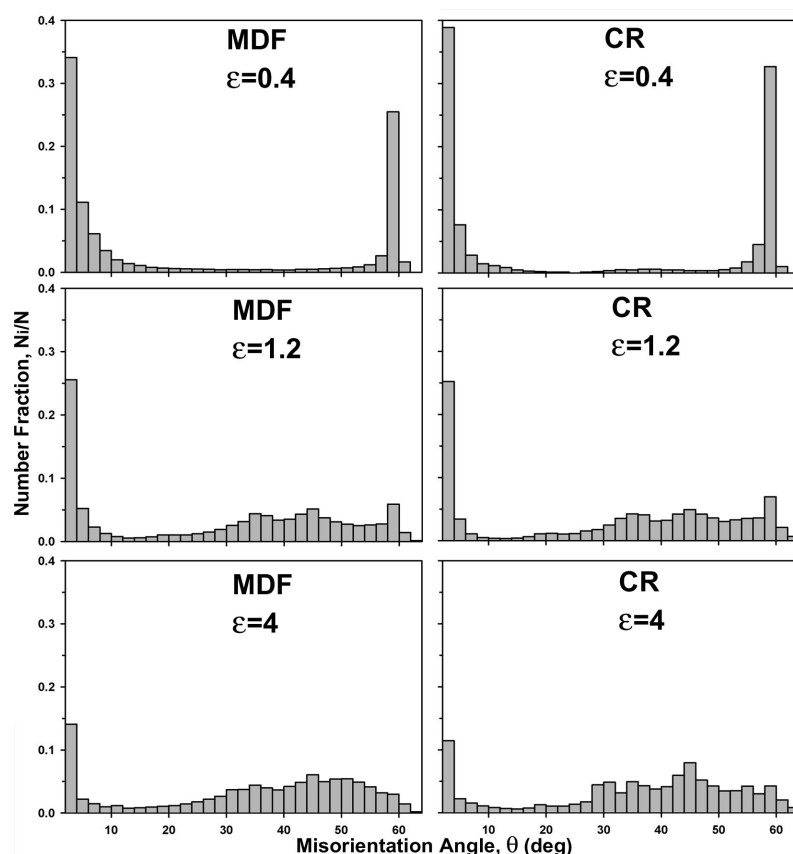 0.4
MDF
ε=0.4
0.3
0.2
0.1
0.0
CR
ε=0.4
0.4
MDF
ε=1.2
0.3
0.2
0.1
0.0
CR
ε=1.2
0.4
MDF
ε=4
0.3
0.2
0.1
0.0
10 20 30 40 50 60
CR
ε=4
10 20 30 40 50 60
Number Fraction, Ni/N
Misorientation Angle, θ (deg)